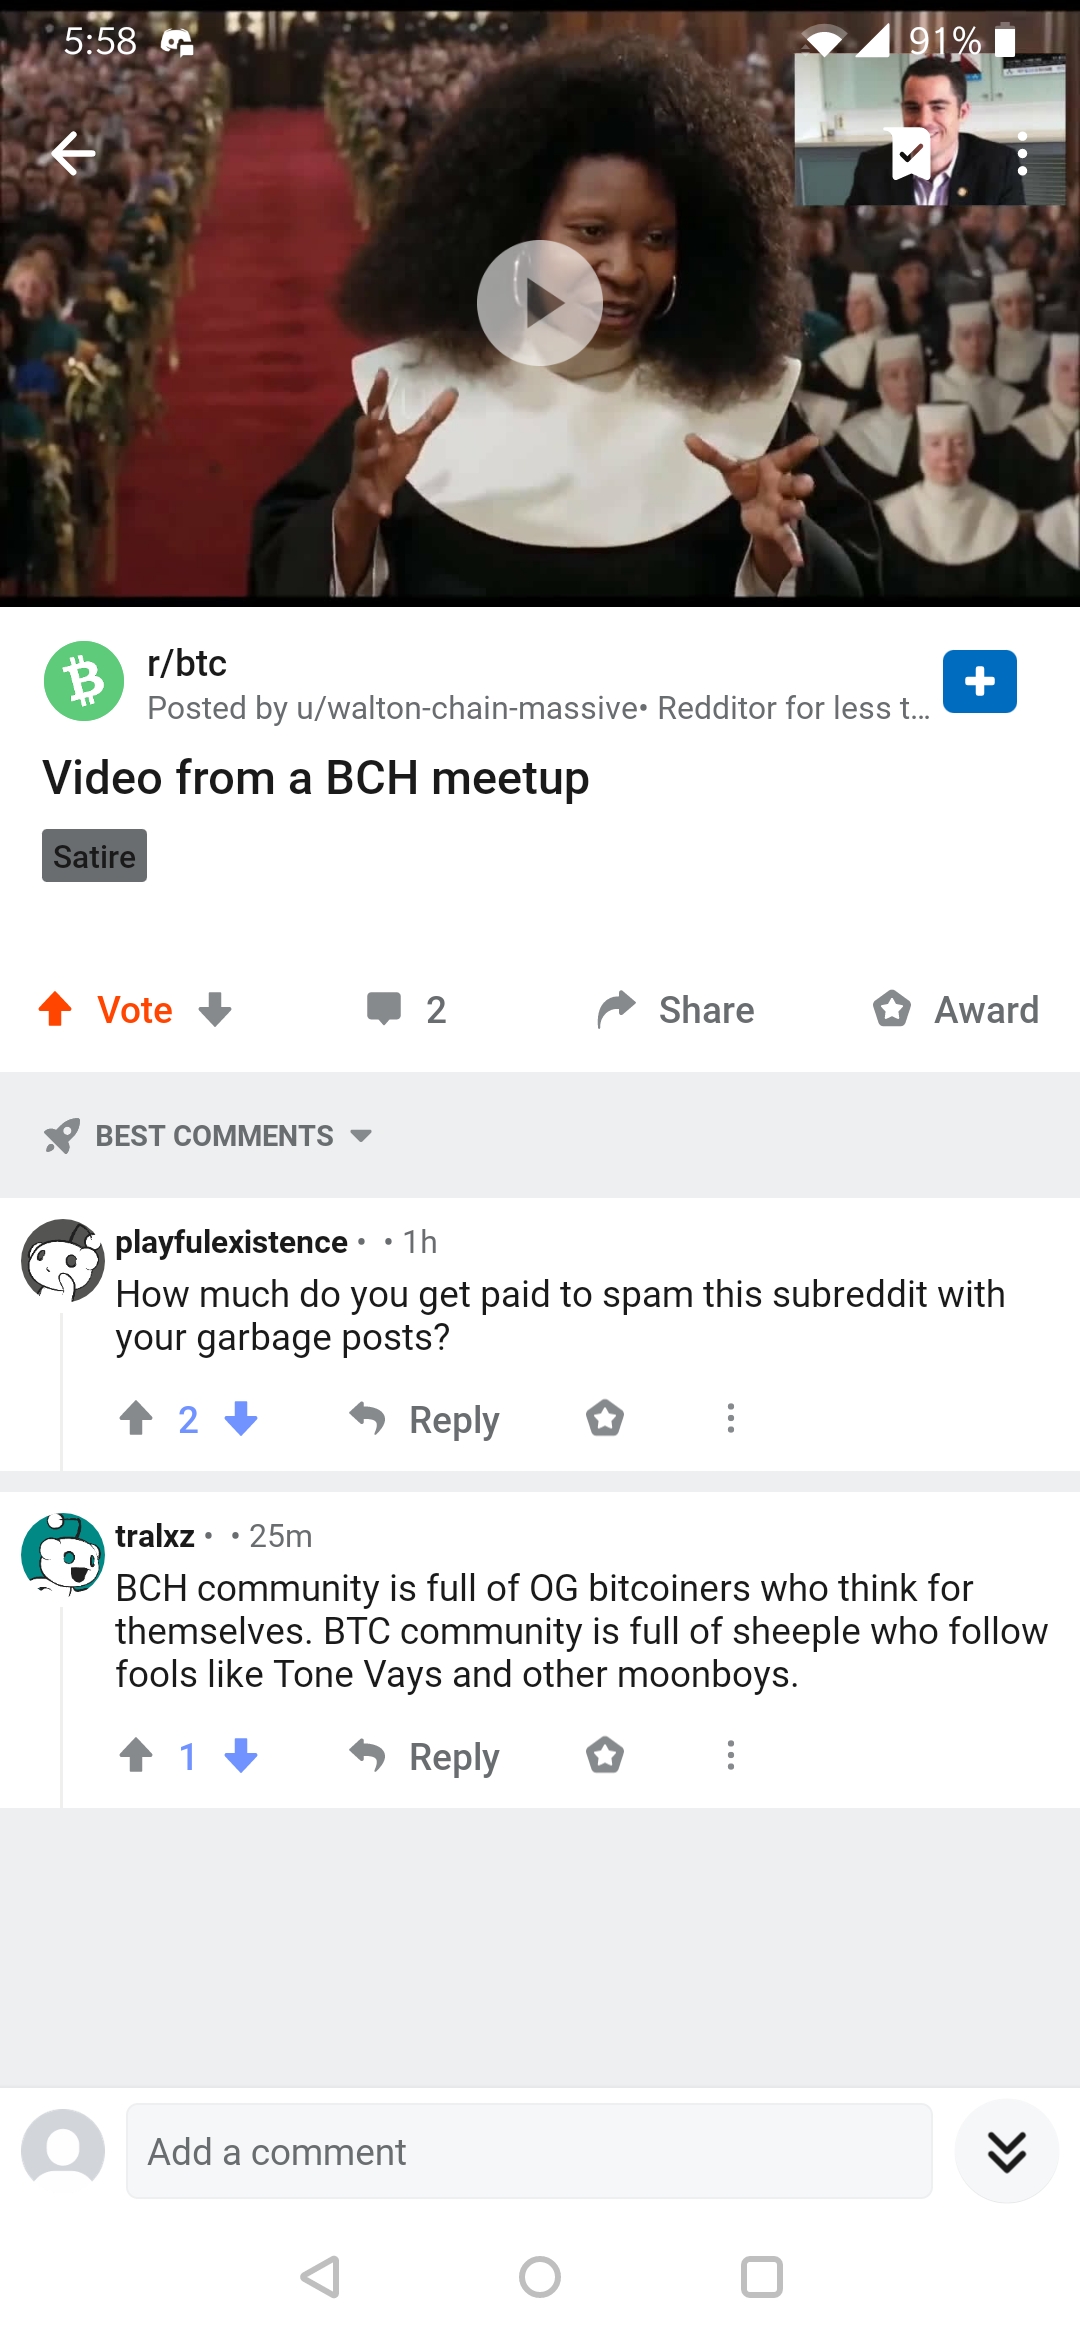 5:58 91%
r/btc
Posted by u/walton-chain-massive• Redditor for less t...
Video from a BCH meetup
Satire
Vote 2 Share Award
BEST COMMENTS
playfulexistence • • 1h
How much do you get paid to spam this subreddit with
your garbage posts?
2 Reply
tralxz • • 25m
BCH community is full of OG bitcoiners who think for
themselves. BTC community is full of sheeple who follow
fools like Tone Vays and other moonboys.
1 Reply
Add a comment